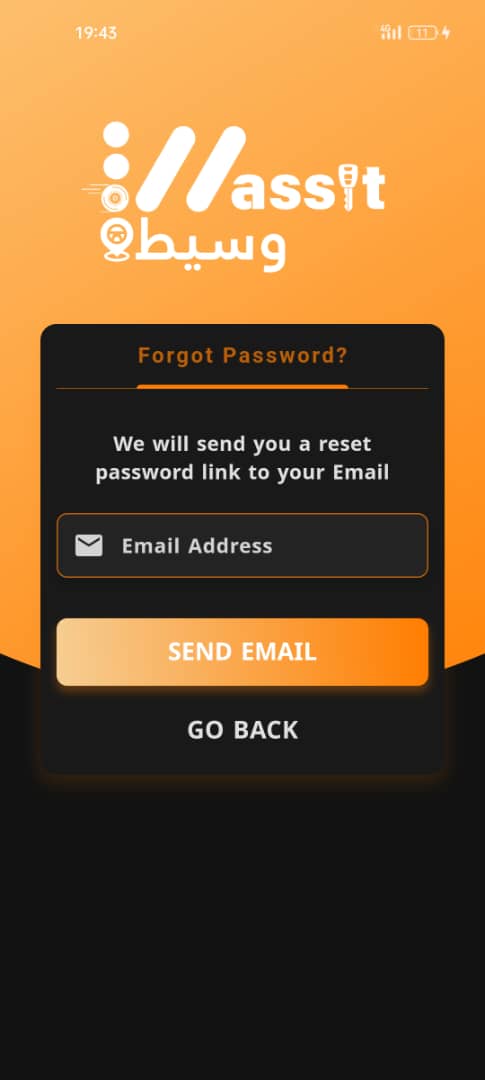 19:43
4G
11
Wassit
وسيط
Forgot Password?
We will send you a reset
password link to your Email
Email Address
SEND EMAIL
GO BACK